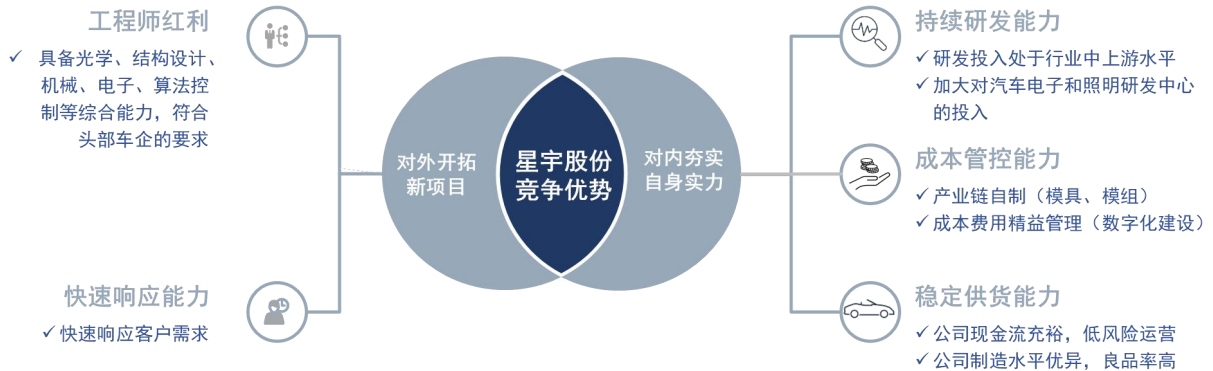 工程师红利
✓ 具备光学、结构设计、
机械、电子、算法控
制等综合能力，符合
头部车企的要求
快速响应能力
✓ 快速响应客户需求
对外开拓
新项目
星宇股份
竞争优势
对内夯实
自身实力
持续研发能力
✓ 研发投入处于行业中上游水平
✓ 加大对汽车电子和照明研发中心
的投入
成本管控能力
✓ 产业链自制（模具、模组）
✓ 成本费用精益管理（数字化建设）
稳定供货能力
✓ 公司现金流充裕，低风险运营
✓ 公司制造水平优异，良品率高